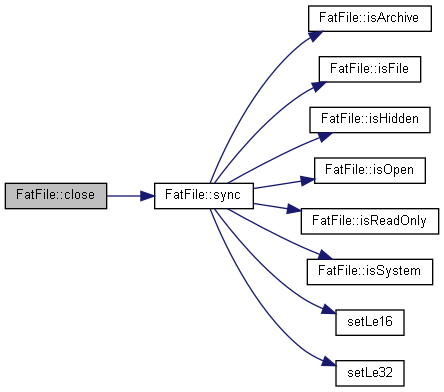 FatFile::isArchive
FatFile::isFile
FatFile::isHidden
FatFile::isOpen
FatFile::close
FatFile::sync
FatFile::isReadOnly
FatFile::isSystem
setLe16
setLe32